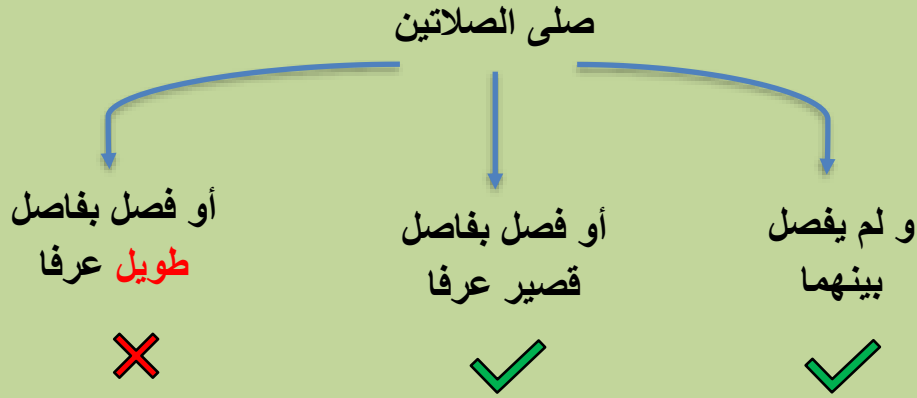 صلى الصلاتين
و لم يفصل
بينهما
أو فصل بفاصل
قصير عرفا
أو فصل بفاصل
طويل عرفا